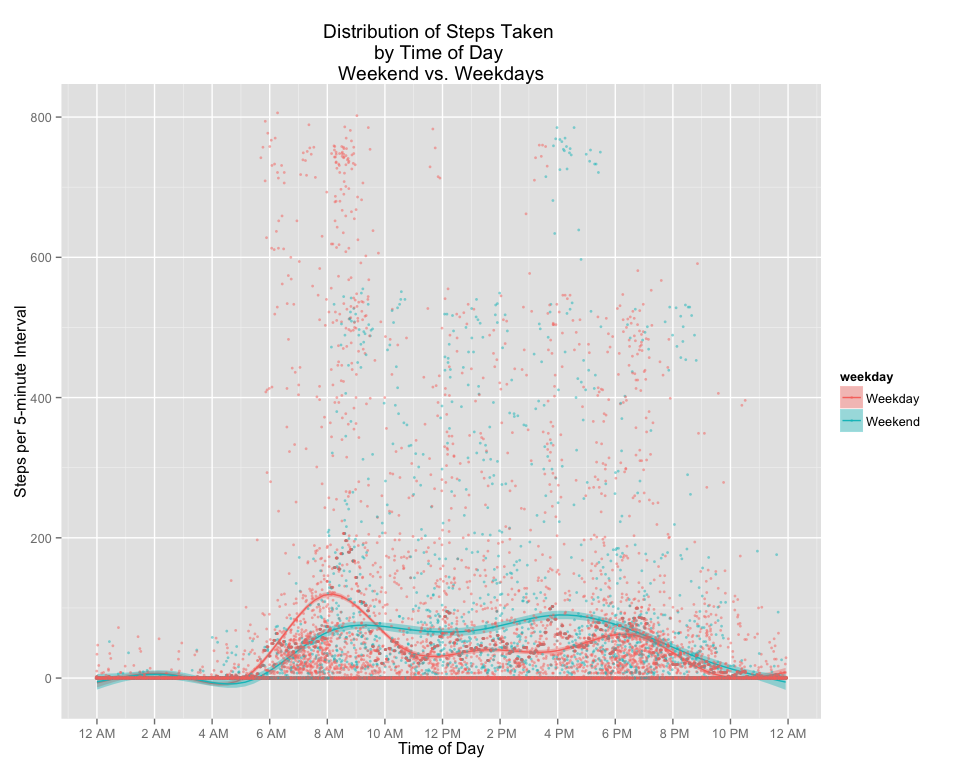 Distribution of Steps Taken
by Time of Day
Weekend vs. Weekdays
800
600
400
200
0
Steps per 5-minute Interval
12 AM 2 AM 4 AM 6 AM 8 AM 10 AM 12 PM 2 PM 4 PM 6 PM 8 PM 10 PM 12 AM
Time of Day
weekday
Weekday
Weekend